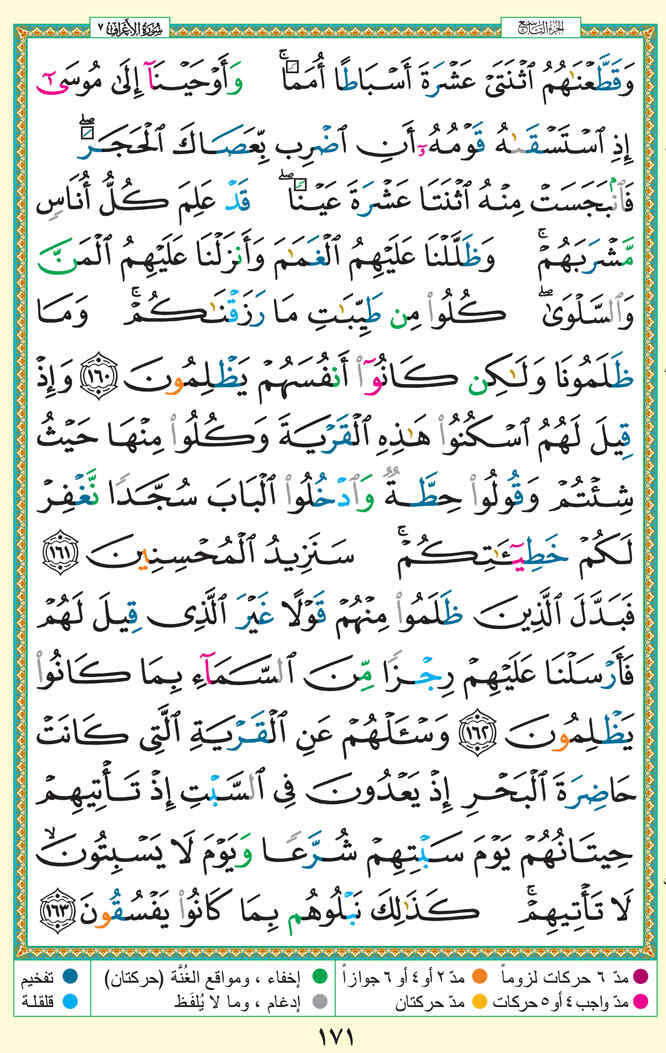 الجزء التاسع
سورة الأعراف ٧
وَقَطَّعْنَٰهُمُ ٱثْنَتَىْ عَشْرَةَ أَسْبَاطًا أُمَمًا ۚ وَأَوْحَيْنَآ إِلَىٰ مُوسَىٰٓ
إِذِ ٱسْتَسْقَىٰهُ قَوْمُهُۥٓ أَنِ ٱضْرِب بِّعَصَاكَ ٱلْحَجَرَ ۖ
فَٱنۢبَجَسَتْ مِنْهُ ٱثْنَتَا عَشْرَةَ عَيْنًا ۖ قَدْ عَلِمَ كُلُّ أُنَاسٍ
مَّشْرَبَهُمْ ۚ وَظَلَّلْنَا عَلَيْهِمُ ٱلْغَمَٰمَ وَأَنزَلْنَا عَلَيْهِمُ ٱلْمَنَّ
وَٱلسَّلْوَىٰ ۖ كُلُوا۟ مِن طَيِّبَٰتِ مَا رَزَقْنَٰكُمْ ۚ وَمَا
ظَلَمُونَا وَلَٰكِن كَانُوٓا۟ أَنفُسَهُمْ يَظْلِمُونَ ١٦٠ وَإِذْ
قِيلَ لَهُمُ ٱسْكُنُوا۟ هَٰذِهِ ٱلْقَرْيَةَ وَكُلُوا۟ مِنْهَا حَيْثُ
شِئْتُمْ وَقُولُوا۟ حِطَّةٌ وَٱدْخُلُوا۟ ٱلْبَابَ سُجَّدًا نَّغْفِرْ
لَكُمْ خَطِيٓـَٰٔتِكُمْ ۚ سَنَزِيدُ ٱلْمُحْسِنِينَ ١٦١
فَبَدَّلَ ٱلَّذِينَ ظَلَمُوا۟ مِنْهُمْ قَوْلًا غَيْرَ ٱلَّذِى قِيلَ لَهُمْ
فَأَرْسَلْنَا عَلَيْهِمْ رِجْزًا مِّنَ ٱلسَّمَآءِ بِمَا كَانُوا۟
يَظْلِمُونَ ١٦٢ وَسْـَٔلْهُمْ عَنِ ٱلْقَرْيَةِ ٱلَّتِى كَانَتْ
حَاضِرَةَ ٱلْبَحْرِ إِذْ يَعْدُونَ فِى ٱلسَّبْتِ إِذْ تَأْتِيهِمْ
حِيتَانُهُمْ يَوْمَ سَبْتِهِمْ شُرَّعًا وَيَوْمَ لَا يَسْبِتُونَ ۙ
لَا تَأْتِيهِمْ ۚ كَذَٰلِكَ نَبْلُوهُم بِمَا كَانُوا۟ يَفْسُقُونَ ١٦٣
مدّ ٦ حركات لزوماً مدّ ٢ أو ٤ أو ٦ جوازاً إخفاء ، ومواقع الغُنَّة (حركتان) تفخيم
مدّ واجب ٤ أو ٥ حركات مدّ حركتان إدغام ، وما لا يُلفَظ قلقلة
١٧١